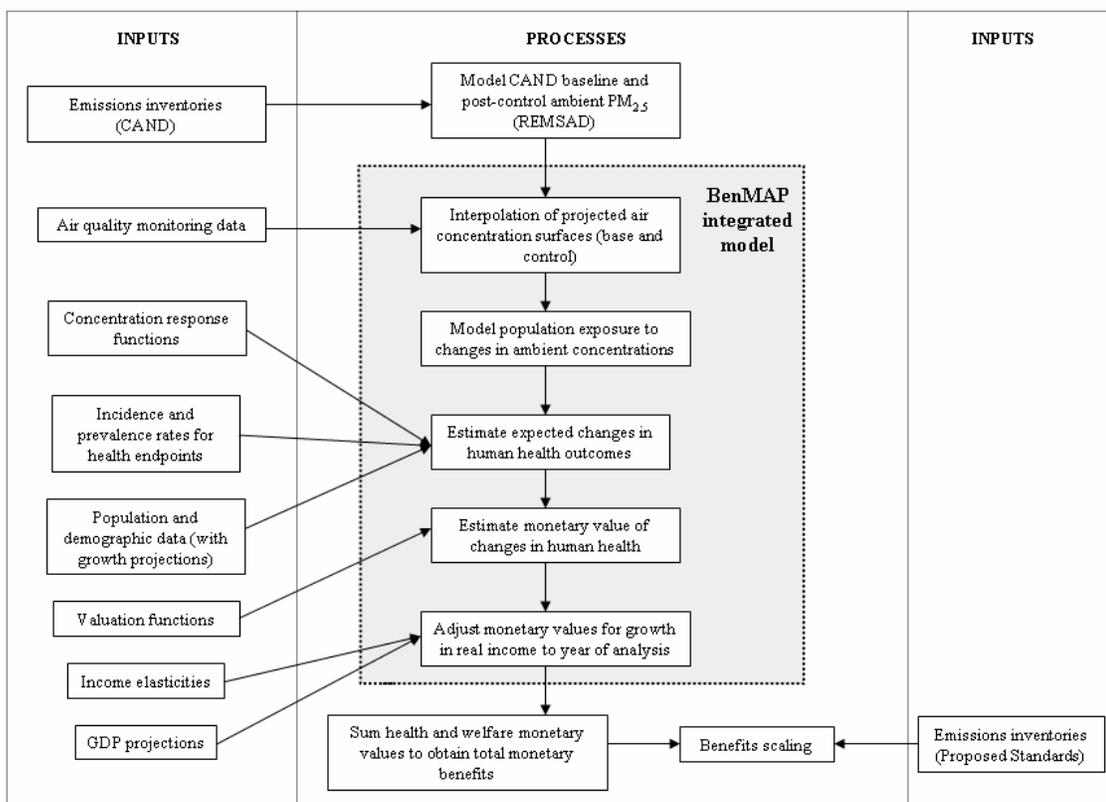 INPUTS
PROCESSES
INPUTS
Emissions inventories
(CAND)
Model CAND baseline and
post-control ambient PM2.5
(REMSAD)
BenMAP
integrated
model
Air quality monitoring data
Interpolation of projected air
concentration surfaces (base and
control)
Concentration response
functions
Model population exposure to
changes in ambient concentrations
Incidence and
prevalence rates for
health endpoints
Estimate expected changes in
human health outcomes
Population and
demographic data (with
growth projections)
Estimate monetary value of
changes in human health
Valuation functions
Adjust monetary values for growth
in real income to year of analysis
Income elasticities
GDP projections
Sum health and welfare monetary
values to obtain total monetary
benefits
Benefits scaling
Emissions inventories
(Proposed Standards)